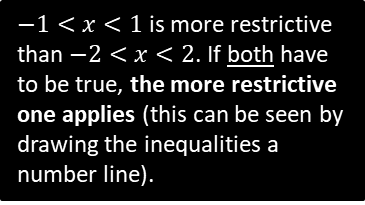 −1 < x < 1 is more restrictive
than −2 < x < 2. If both have
to be true, the more restrictive
one applies (this can be seen by
drawing the inequalities a
number line).